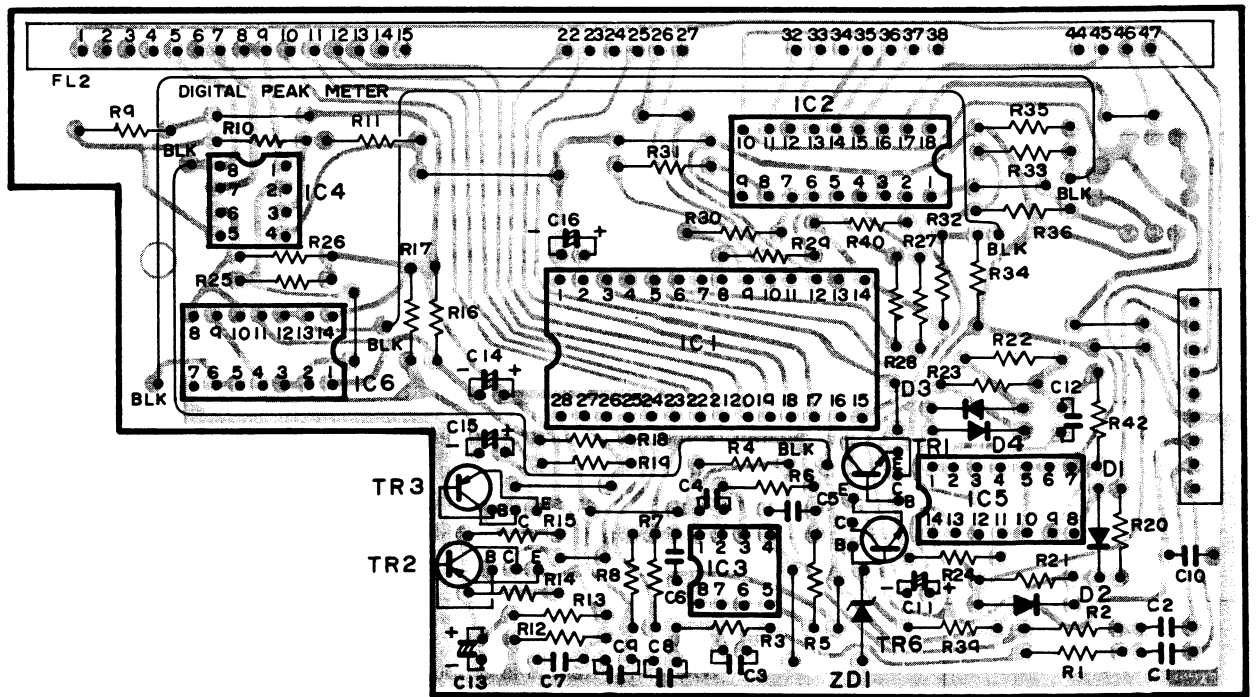 1 2 3 4 5 6 7 8 9 10 11 12 13 14 15 22 23 24 25 26 27 32 33 34 35 36 37 38 44 45 46 47
FL2
DIGITAL PEAK METER
R9
R10
R11
BLK
IC2
R35
10 11 12 13 14 15 16 17 18
9 8 7 6 5 4 3 2 1
R31
R33
BLK
8 1
7 2
6 3
5 4
IC4
C16
- +
R30
R29
R40
R27
R32
BLK
R36
R34
R26
R25
R17
R16
1 2 3 4 5 6 7 8 9 10 11 12 13 14
IC1
28 27 26 25 24 23 22 21 20 19 18 17 16 15
8 9 10 11 12 13 14
7 6 5 4 3 2 1
IC6
BLK
BLK
C14
- +
R28
R22
R23
D3
C12
R42
C15
- +
R18
R19
R4
BLK
TR1
D4
D1
E
C
B
1 2 3 4 5 6 7
IC5
14 13 12 11 10 9 8
TR3
B C E
R15
C4
R6
C5
E
C
B
R7
R20
TR2
B C E
R14
R8
C6
1 2 3 4
IC3
8 7 6 5
R24
R21
C10
C11
- +
D2
R13
R12
R3
R5
TR6
R39
R2
C2
+
-
C13
C7
C9
C8
C3
ZD1
R1
C1